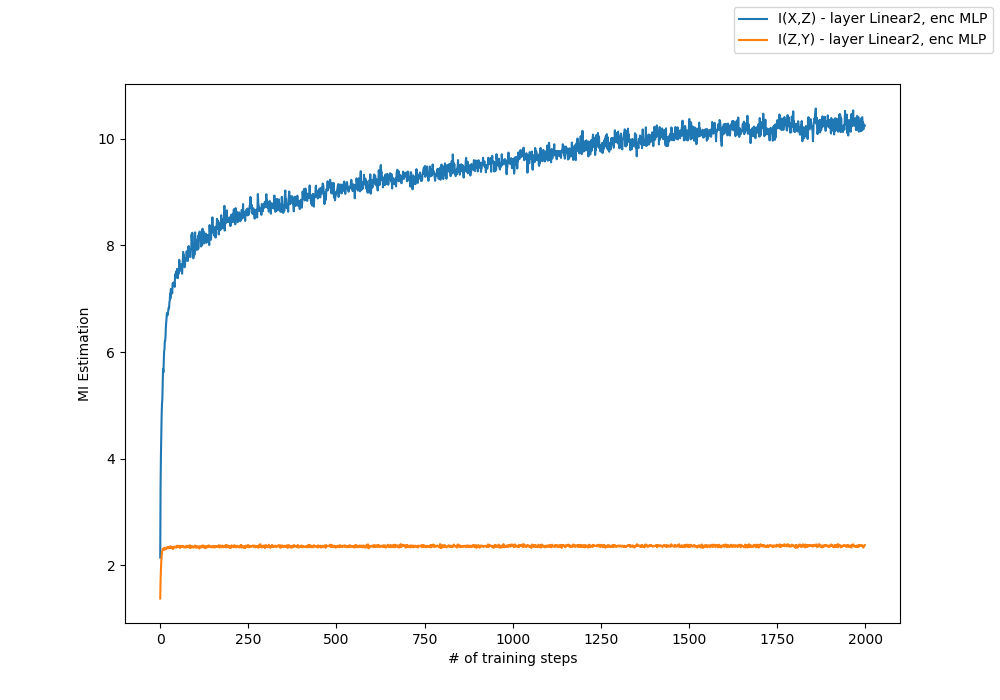 I(X,Z) - layer Linear2, enc MLP
I(Z,Y) - layer Linear2, enc MLP
10
8
6
4
2
MI Estimation
0 250 500 750 1000 1250 1500 1750 2000
# of training steps